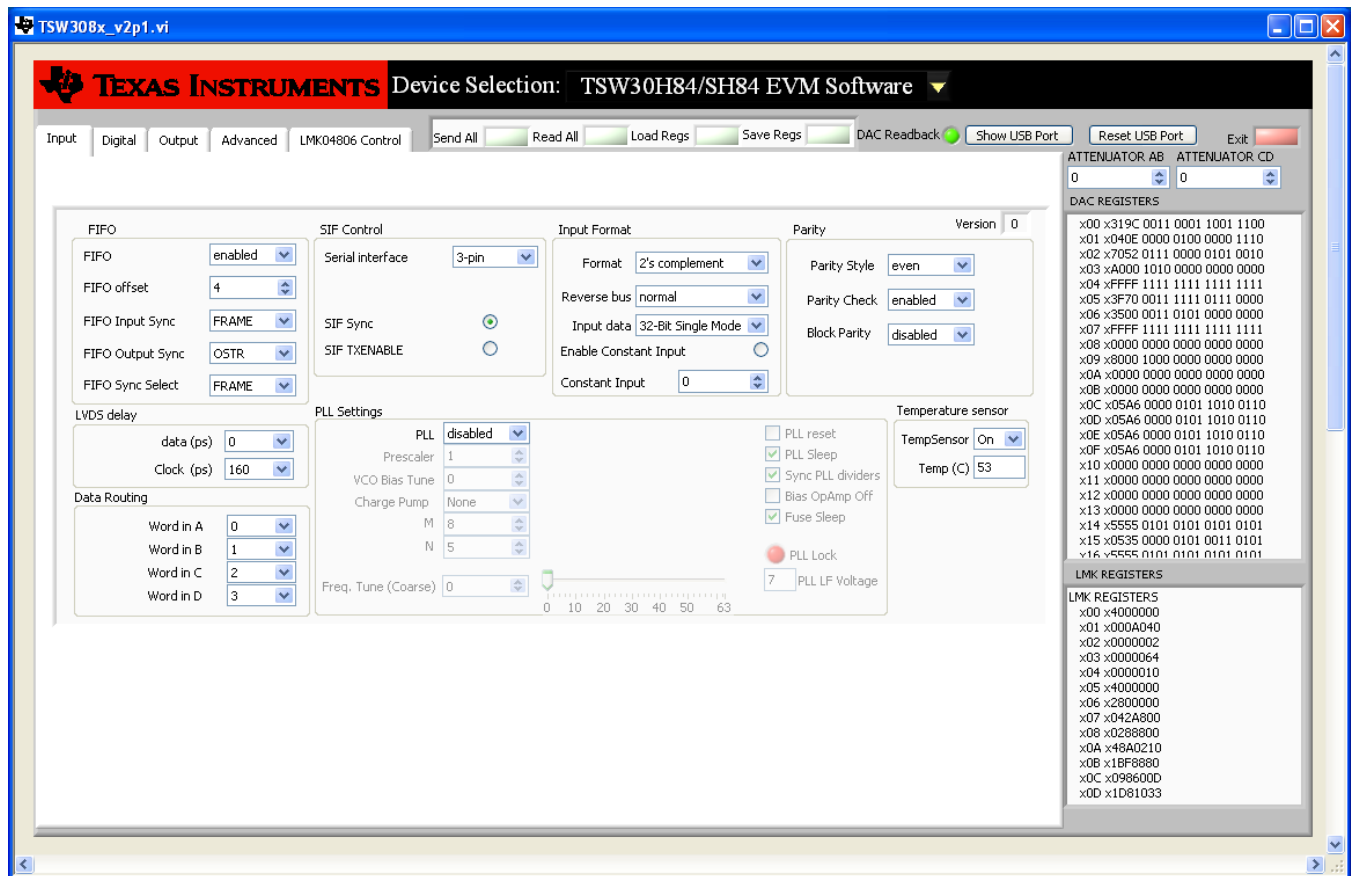 TSW308x_v2p1.vi
TEXAS INSTRUMENTS Device Selection: TSW30H84/SH84 EVM Software
Input Digital Output Advanced LMK04806 Control Send All Read All Load Regs Save Regs DAC Readback Show USB Port Reset USB Port Exit
ATTENUATOR AB ATTENUATOR CD
0 0
Version 0
FIFO
FIFO enabled
FIFO offset 4
FIFO Input Sync FRAME
FIFO Output Sync OSTR
FIFO Sync Select FRAME
SIF Control
Serial interface 3-pin
SIF Sync
SIF TXENABLE
Input Format
Format 2's complement
Reverse bus normal
Input data 32-Bit Single Mode
Enable Constant Input
Constant Input 0
Parity
Parity Style even
Parity Check enabled
Block Parity disabled
LVDS delay
data (ps) 0
Clock (ps) 160
Data Routing
Word in A 0
Word in B 1
Word in C 2
Word in D 3
PLL Settings
PLL disabled
Prescaler 1
VCO Bias Tune 0
Charge Pump None
M 8
N 5
Freq. Tune (Coarse) 0
0 10 20 30 40 50 63
PLL reset
PLL Sleep
Sync PLL dividers
Bias OpAmp Off
Fuse Sleep
PLL Lock
7 PLL LF Voltage
Temperature sensor
TempSensor On
Temp (C) 53
DAC REGISTERS
x00 x319C 0011 0001 1001 1100
x01 x040E 0000 0100 0000 1110
x02 x7052 0111 0000 0101 0010
x03 xA000 1010 0000 0000 0000
x04 xFFFF 1111 1111 1111 1111
x05 x3F70 0011 1111 0111 0000
x06 x3500 0011 0101 0000 0000
x07 xFFFF 1111 1111 1111 1111
x08 x0000 0000 0000 0000 0000
x09 x8000 1000 0000 0000 0000
x0A x0000 0000 0000 0000 0000
x0B x0000 0000 0000 0000 0000
x0C x05A6 0000 0101 1010 0110
x0D x05A6 0000 0101 1010 0110
x0E x05A6 0000 0101 1010 0110
x0F x05A6 0000 0101 1010 0110
x10 x0000 0000 0000 0000 0000
x11 x0000 0000 0000 0000 0000
x12 x0000 0000 0000 0000 0000
x13 x0000 0000 0000 0000 0000
x14 x5555 0101 0101 0101 0101
x15 x0535 0000 0101 0011 0101
x16 x5555 0101 0101 0101 0101
LMK REGISTERS
LMK REGISTERS
x00 x4000000
x01 x000A040
x02 x0000002
x03 x0000064
x04 x0000010
x05 x4000000
x06 x2800000
x07 x042A800
x08 x0288800
x0A x48A0210
x0B x1BF8880
x0C x098600D
x0D x1D81033